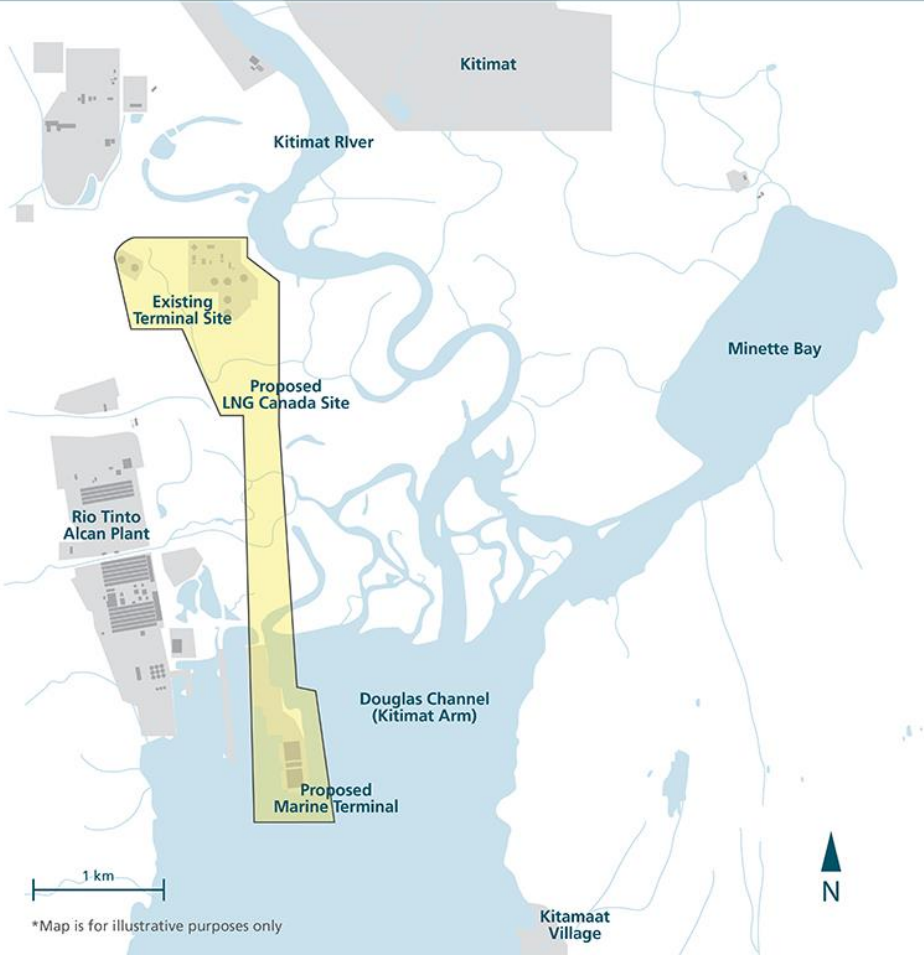 Kitimat
Kitimat RIver
Existing
Terminal Site
Minette Bay
Proposed
LNG Canada Site
Rio Tinto
Alcan Plant
Douglas Channel
(Kitimat Arm)
Proposed
Marine Terminal
1 km
N
*Map is for illustrative purposes only
Kitamaat
Village